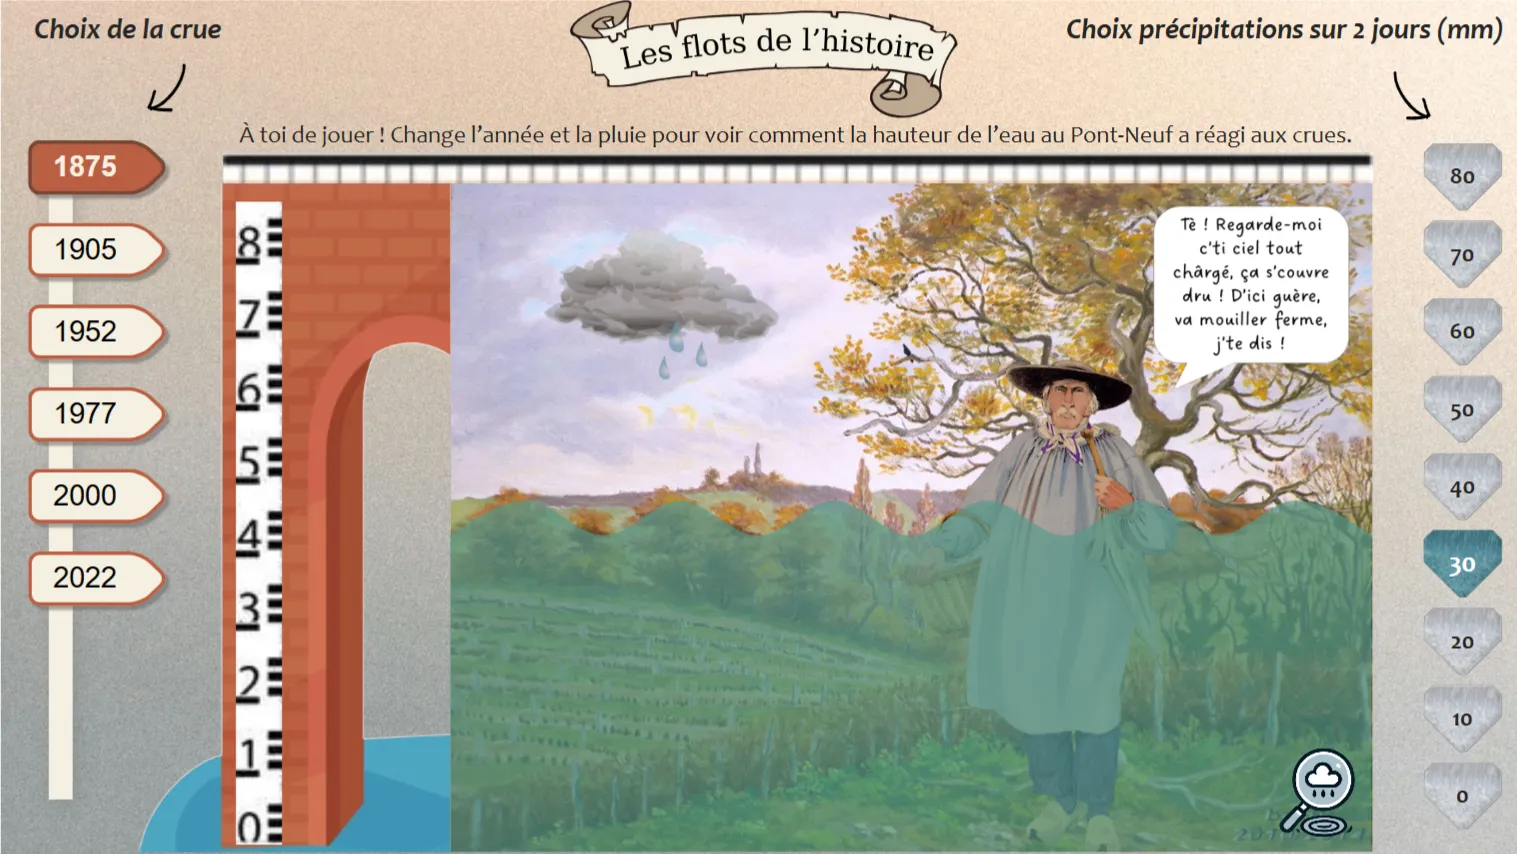 Choix de la crue
Les flots de l'histoire
Choix précipitations sur 2 jours (mm)
À toi de jouer ! Change l'année et la pluie pour voir comment la hauteur de l'eau au Pont-Neuf a réagi aux crues.
1875
1905
1952
1977
2000
2022
8
7
6
5
4
3
2
1
0
Tè ! Regarde-moi
c'ti ciel tout
chârgé, ça s'couvre
dru ! D'ici guère,
va mouiller ferme,
j'te dis !
80
70
60
50
40
30
20
10
0